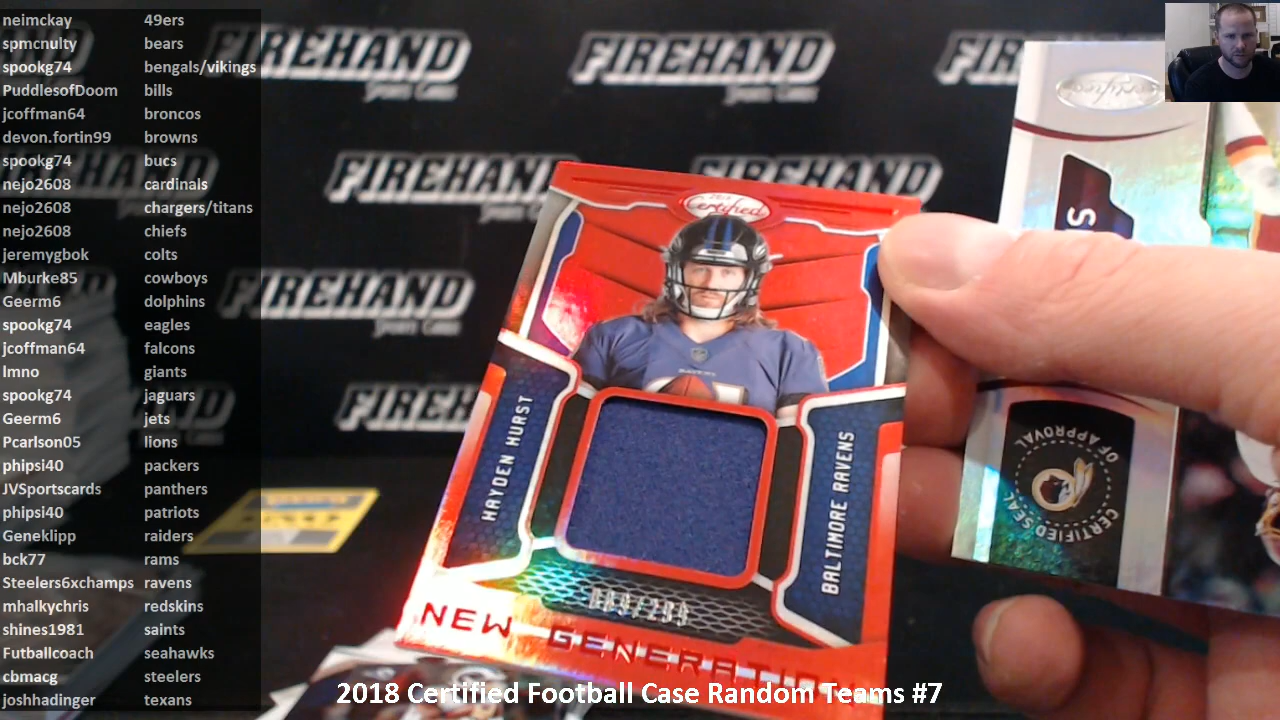 neimckay 49ers
spmcnulty bears
spookg74 bengals/vikings
PuddlesofDoom bills
jcoffman64 broncos
devon.fortin99 browns
spookg74 bucs
nejo2608 cardinals
nejo2608 chargers/titans
nejo2608 chiefs
jeremygbok colts
Mburke85 cowboys
Geerm6 dolphins
spookg74 eagles
jcoffman64 falcons
lmno giants
spookg74 jaguars
Geerm6 jets
Pcarlson05 lions
phipsi40 packers
JVSportscards panthers
phipsi40 patriots
Geneklipp raiders
bck77 rams
Steelers6xchamps ravens
mhalkychris redskins
shines1981 saints
Futballcoach seahawks
cbmacg steelers
joshhadinger texans
FIREHAND
FIREHAND
FIREHAND
FIREHAND
FIREHAND
FIREHAND
Certified
HAYDEN HURST
BALTIMORE RAVENS
NEW GENERATION
Certified
CERTIFIED SEAL
OF APPROVAL
2018 Certified Football Case Random Teams #7